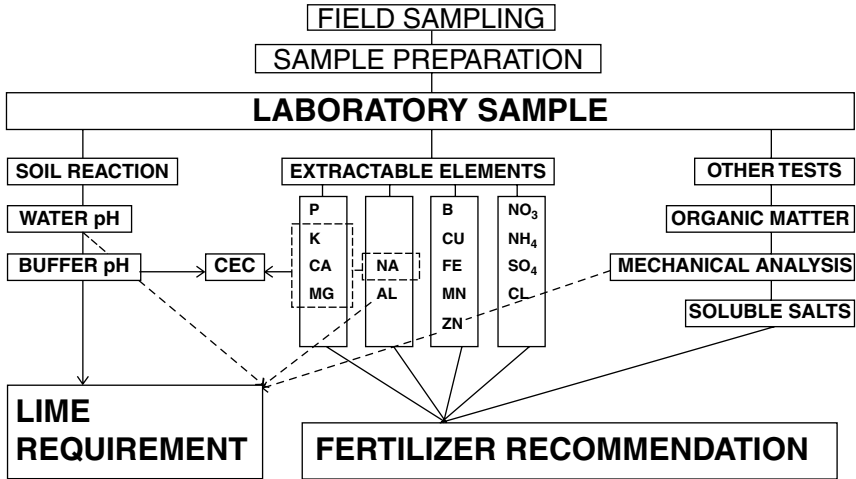 FIELD SAMPLING
SAMPLE PREPARATION
LABORATORY SAMPLE
SOIL REACTION
EXTRACTABLE ELEMENTS
OTHER TESTS
WATER pH
BUFFER pH
CEC
P
K
CA
MG
NA
AL
B
CU
FE
MN
ZN
NO₃
NH₄
SO₄
CL
ORGANIC MATTER
MECHANICAL ANALYSIS
SOLUBLE SALTS
LIME
REQUIREMENT
FERTILIZER RECOMMENDATION